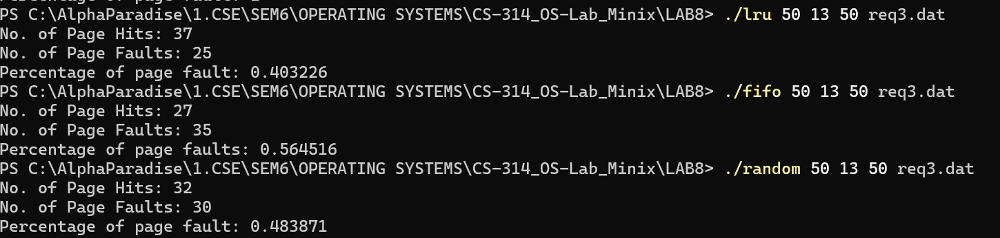 PS C:\AlphaParadise\1.CSE\SEM6\OPERATING SYSTEMS\CS-314_OS-Lab_Minix\LAB8> ./lru 50 13 50 req3.dat
No. of Page Hits: 37
No. of Page Faults: 25
Percentage of page fault: 0.403226
PS C:\AlphaParadise\1.CSE\SEM6\OPERATING SYSTEMS\CS-314_OS-Lab_Minix\LAB8> ./fifo 50 13 50 req3.dat
No. of Page Hits: 27
No. of Page Faults: 35
Percentage of page faults: 0.564516
PS C:\AlphaParadise\1.CSE\SEM6\OPERATING SYSTEMS\CS-314_OS-Lab_Minix\LAB8> ./random 50 13 50 req3.dat
No. of Page Hits: 32
No. of Page Faults: 30
Percentage of page fault: 0.483871